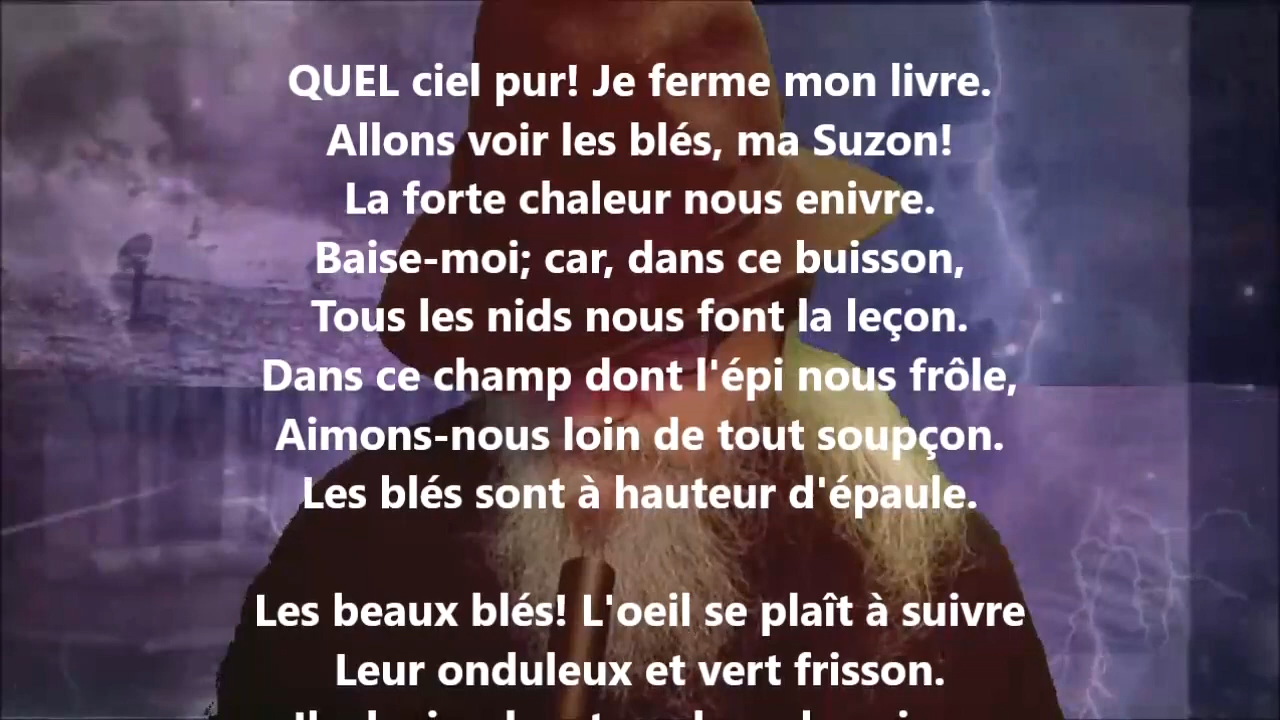 QUEL ciel pur! Je ferme mon livre.
Allons voir les blés, ma Suzon!
La forte chaleur nous enivre.
Baise-moi; car, dans ce buisson,
Tous les nids nous font la leçon.
Dans ce champ dont l'épi nous frôle,
Aimons-nous loin de tout soupçon.
Les blés sont à hauteur d'épaule.
Les beaux blés! L'oeil se plaît à suivre
Leur onduleux et vert frisson.